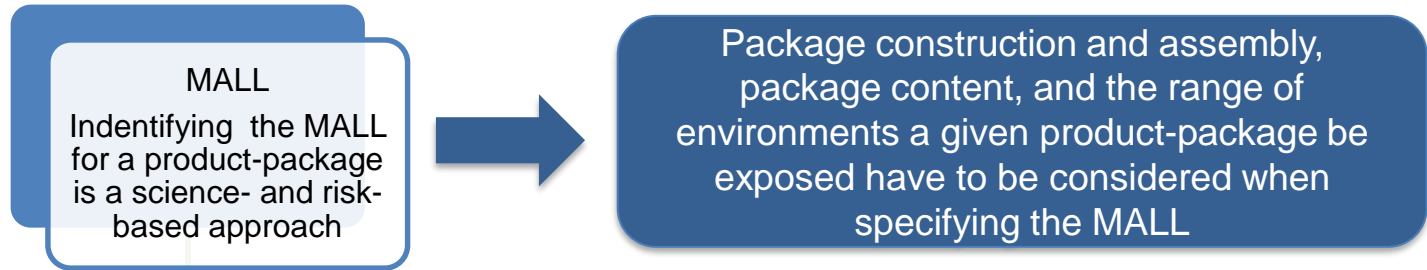 MALL
Indentifying the MALL
for a product-package
is a science- and risk-
based approach
Package construction and assembly,
package content, and the range of
environments a given product-package be
exposed have to be considered when
specifying the MALL